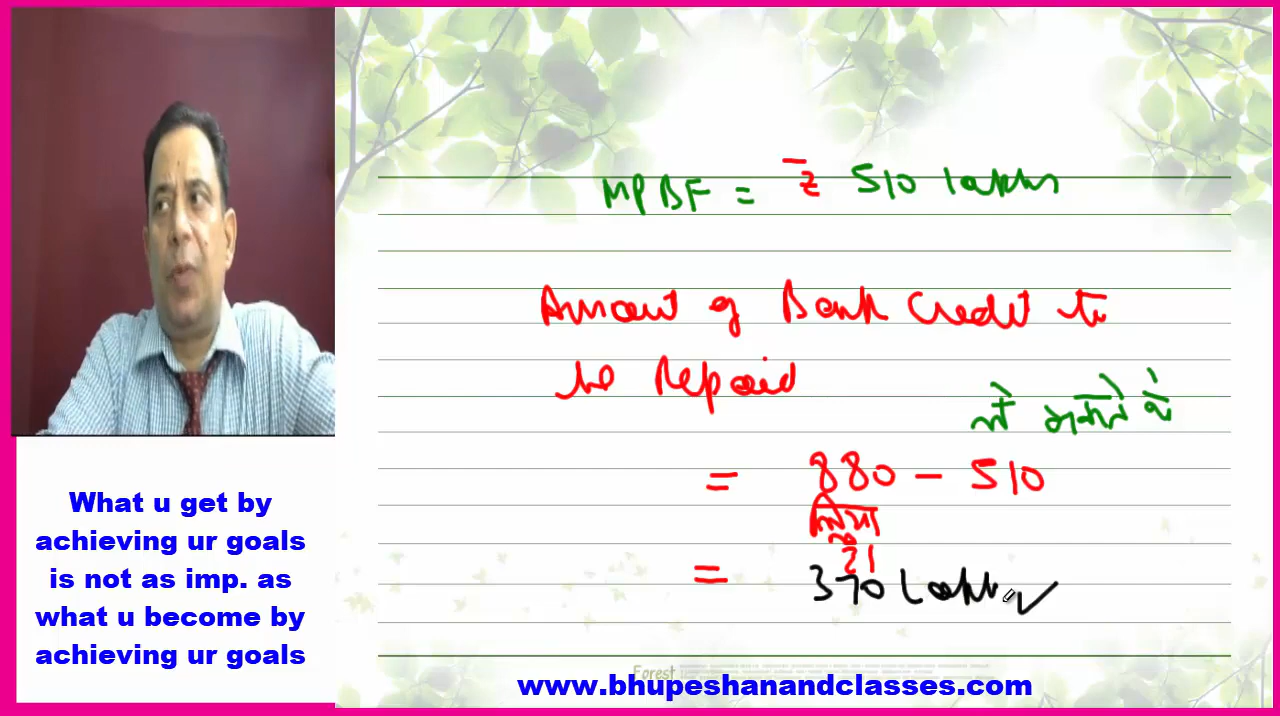 MPBF = ₹ 510 lakhs
Amount of Bank Credit to
be Repaid
= 880 - 510
लिया
= 370 Lakhs
What u get by
achieving ur goals
is not as imp. as
what u become by
achieving ur goals
Forest
www.bhupeshanandclasses.com